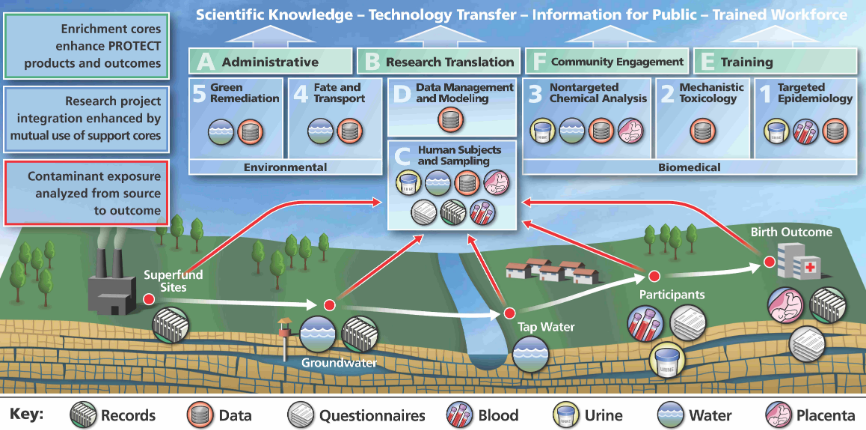 Scientific Knowledge – Technology Transfer – Information for Public – Trained Workforce
Enrichment cores
enhance PROTECT
products and outcomes
Research project
integration enhanced by
mutual use of support cores
Contaminant exposure
analyzed from source
to outcome
A Administrative
B Research Translation
F Community Engagement
E Training
5 Green
Remediation
4 Fate and
Transport
D Data Management
and Modeling
3 Nontargeted
Chemical Analysis
2 Mechanistic
Toxicology
1 Targeted
Epidemiology
Environmental
C Human Subjects
and Sampling
Biomedical
Superfund
Sites
Groundwater
Tap Water
Participants
Birth Outcome
URINE
Key:
Records
Data
Questionnaires
Blood
Urine
Water
Placenta